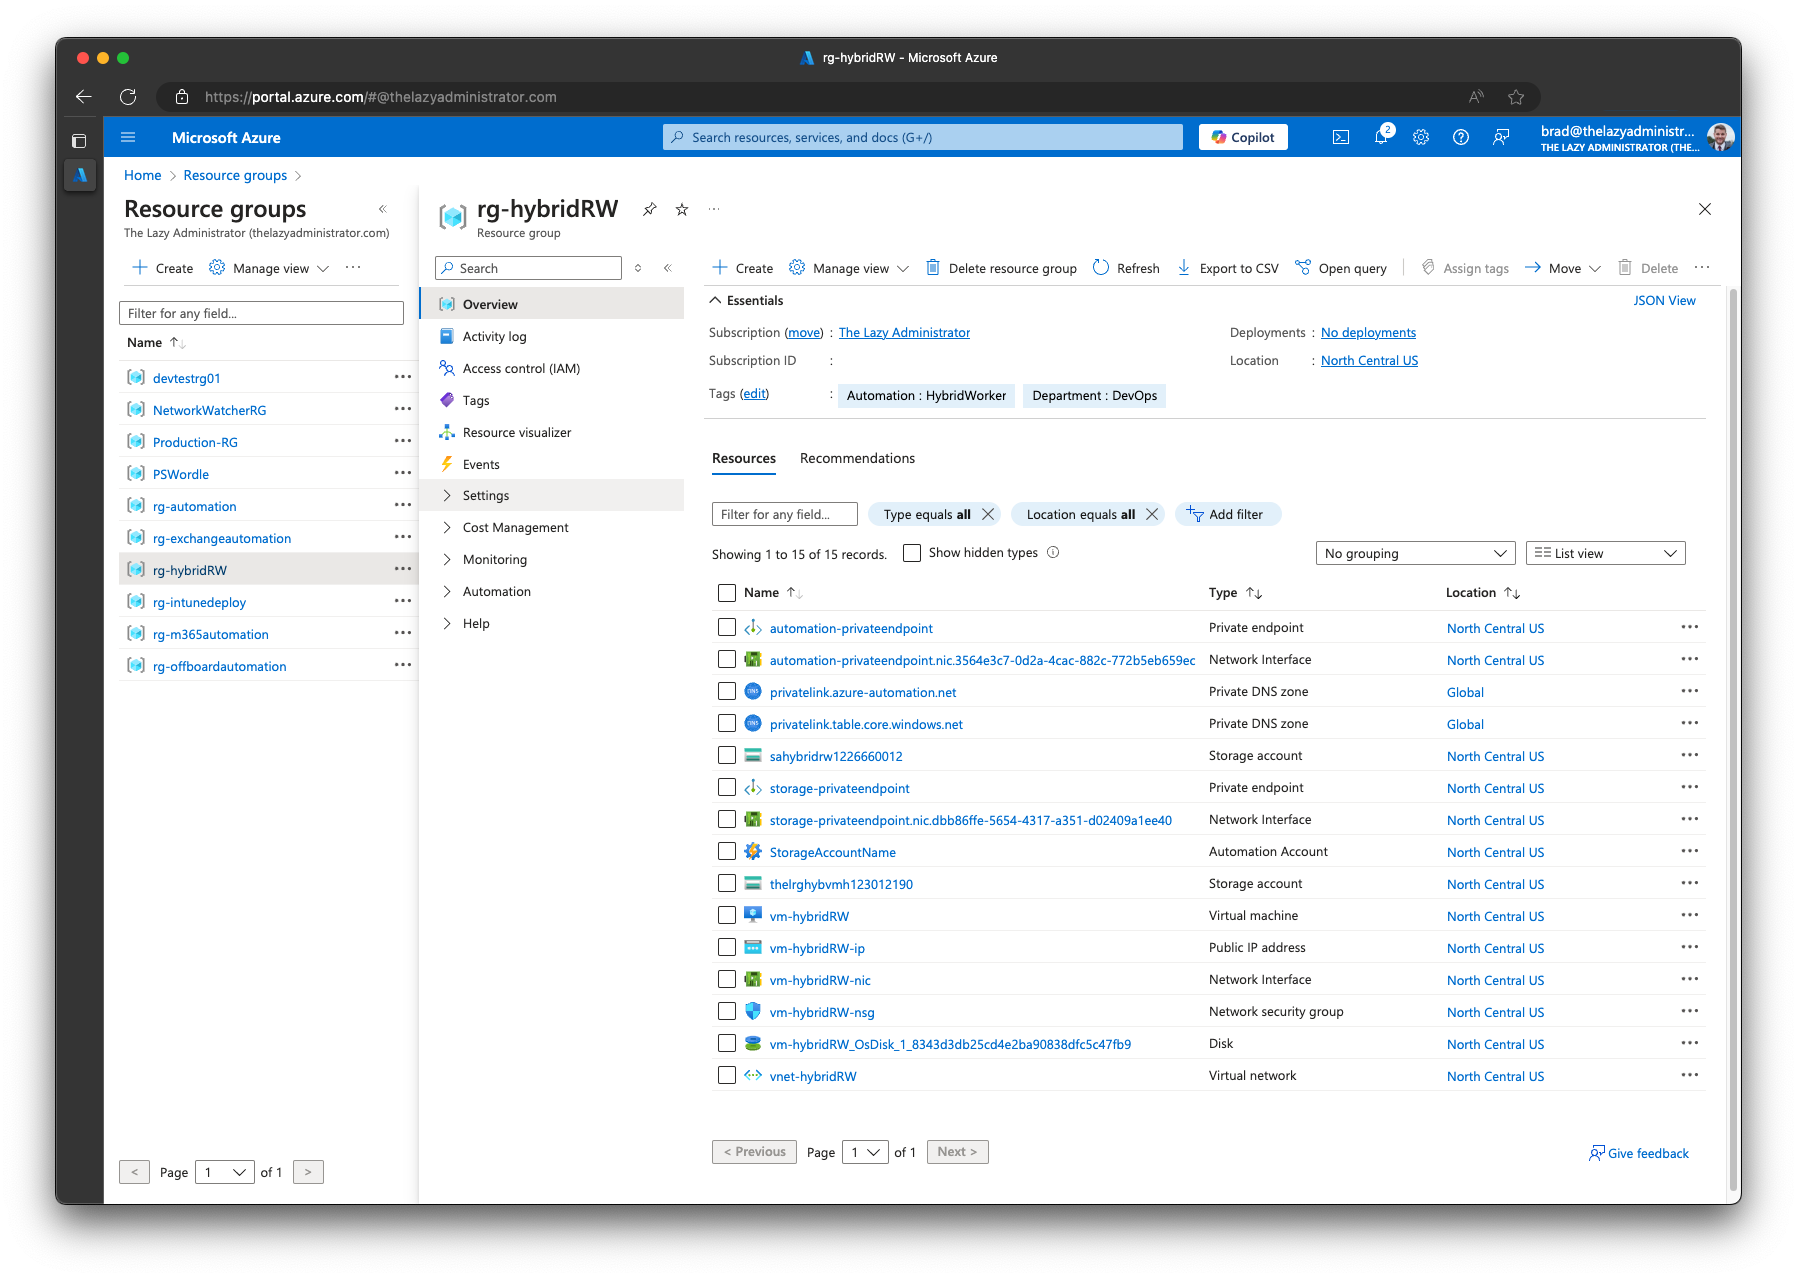 rg-hybridRW - Microsoft Azure
https://portal.azure.com/#@thelazyadministrator.com
Microsoft Azure
Search resources, services, and docs (G+/)
Copilot
2
brad@thelazyadministr...
THE LAZY ADMINISTRATOR (THE...
Home > Resource groups >
Resource groups
The Lazy Administrator (thelazyadministrator.com)
Create Manage view ...
Filter for any field...
Name
devtestrg01
NetworkWatcherRG
Production-RG
PSWordle
rg-automation
rg-exchangeautomation
rg-hybridRW
rg-intunedeploy
rg-m365automation
rg-offboardautomation
< Page 1 of 1 >
rg-hybridRW
Resource group
Search
Overview
Activity log
Access control (IAM)
Tags
Resource visualizer
Events
Settings
Cost Management
Monitoring
Automation
Help
Create Manage view Delete resource group Refresh Export to CSV Open query Assign tags Move Delete ...
Essentials
JSON View
Subscription (move) : The Lazy Administrator
Deployments : No deployments
Subscription ID :
Location : North Central US
Tags (edit) : Automation : HybridWorker Department : DevOps
Resources Recommendations
Filter for any field... Type equals all Location equals all Add filter
Showing 1 to 15 of 15 records. Show hidden types No grouping List view
Name Type Location
automation-privateendpoint Private endpoint North Central US
automation-privateendpoint.nic.3564e3c7-0d2a-4cac-882c-772b5eb659ec Network Interface North Central US
privatelink.azure-automation.net Private DNS zone Global
privatelink.table.core.windows.net Private DNS zone Global
sahybridrw1226660012 Storage account North Central US
storage-privateendpoint Private endpoint North Central US
storage-privateendpoint.nic.dbb86ffe-5654-4317-a351-d02409a1ee40 Network Interface North Central US
StorageAccountName Automation Account North Central US
thelrghybvmh123012190 Storage account North Central US
vm-hybridRW Virtual machine North Central US
vm-hybridRW-ip Public IP address North Central US
vm-hybridRW-nic Network Interface North Central US
vm-hybridRW-nsg Network security group North Central US
vm-hybridRW_OsDisk_1_8343d3db25cd4e2ba90838dfc5c47fb9 Disk North Central US
vnet-hybridRW Virtual network North Central US
< Previous Page 1 of 1 Next >
Give feedback